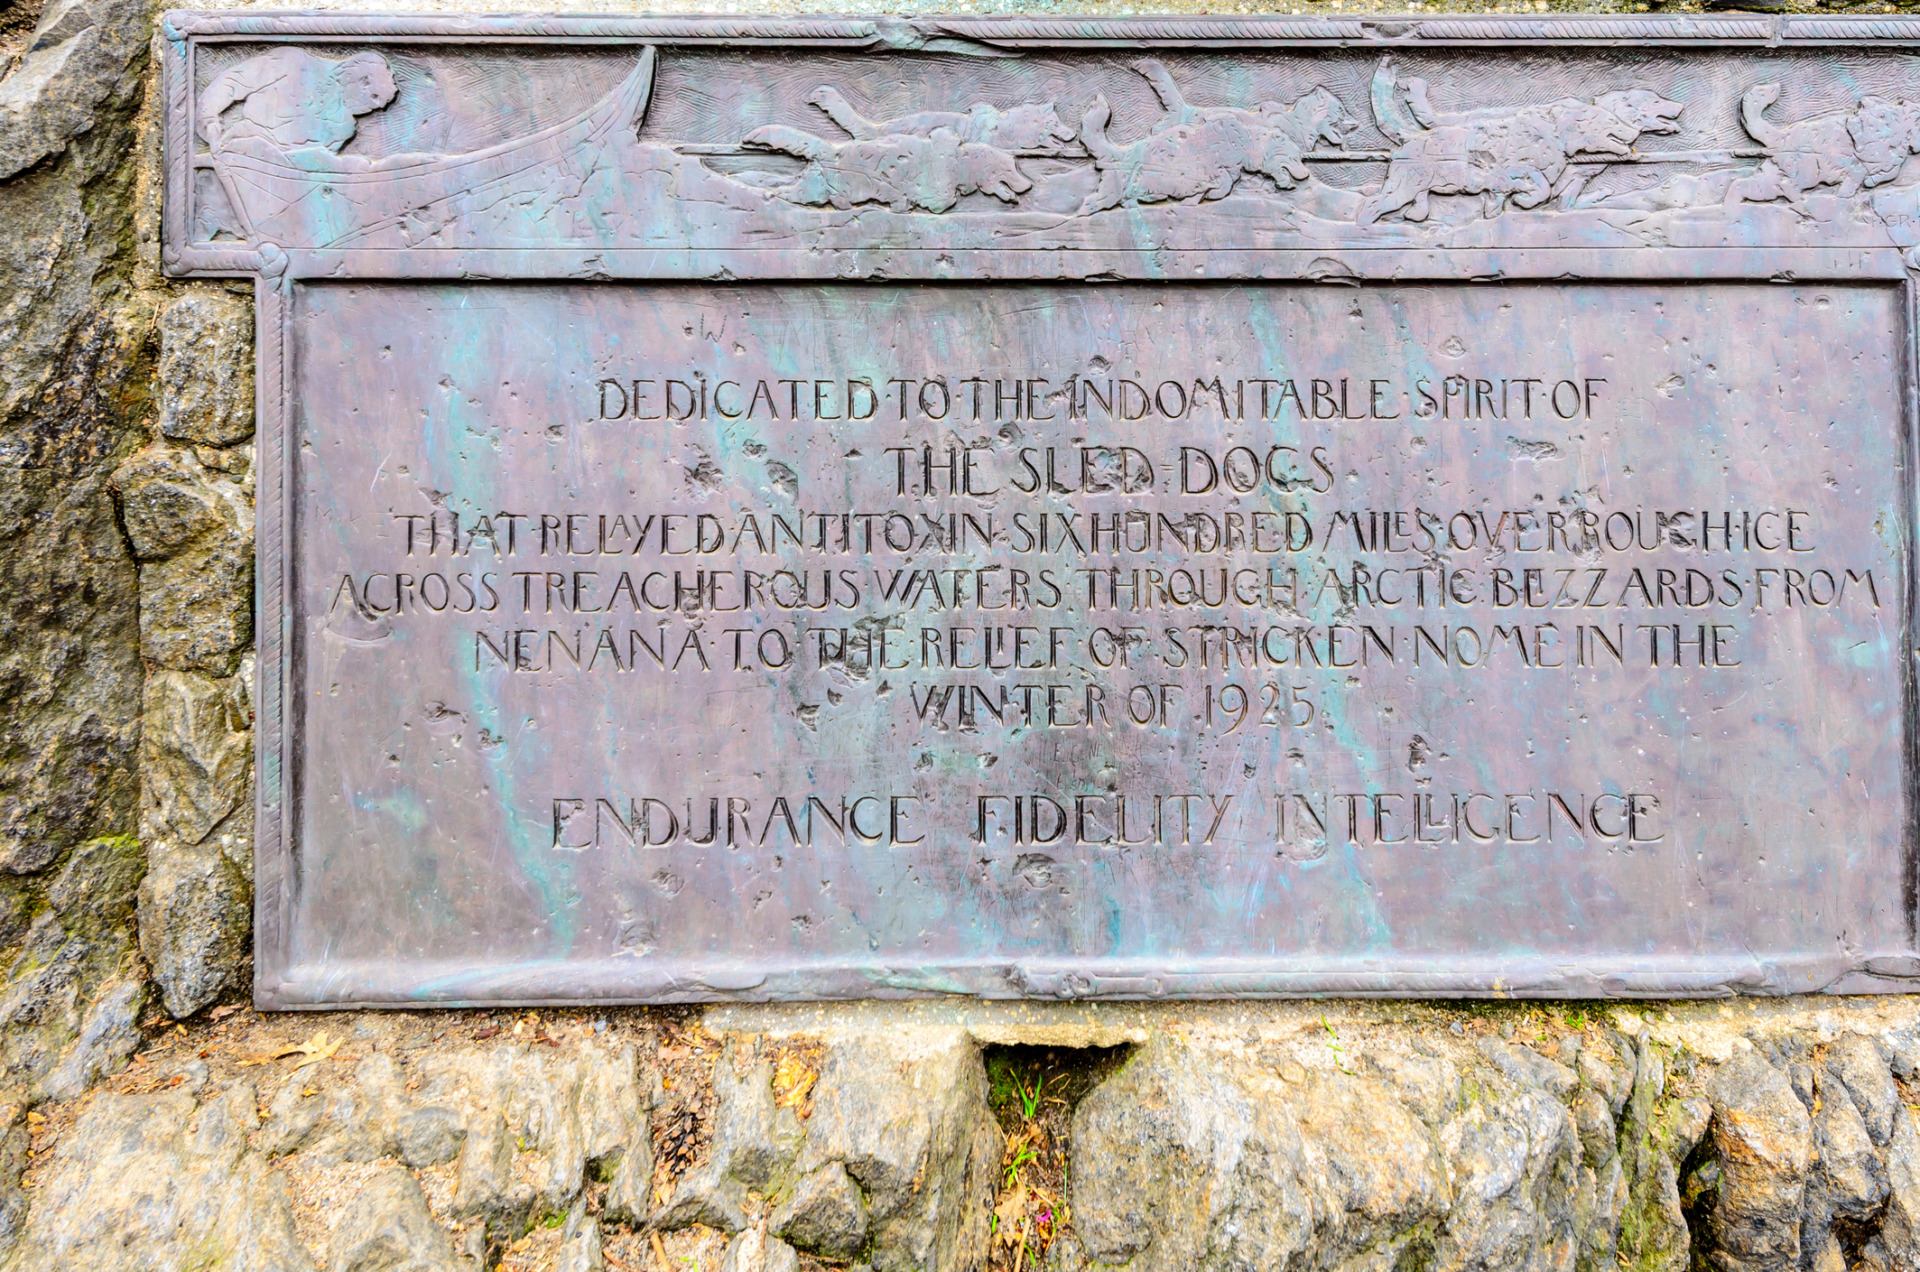 DEDICATED·TO·THE·INDOMITABLE·SPIRIT·OF
THE SLED·DOGS
THAT RELAYED ANTITOXIN·SIX HUNDRED MILES·OVER ROUGH·ICE
ACROSS TREACHEROUS·WATERS·THROUGH·ARCTIC·BLIZZARDS·FROM
NENANA·TO·THE·RELIEF·OF·STRICKEN·NOME IN THE
WINTER OF 1925
ENDURANCE FIDELITY INTELLIGENCE